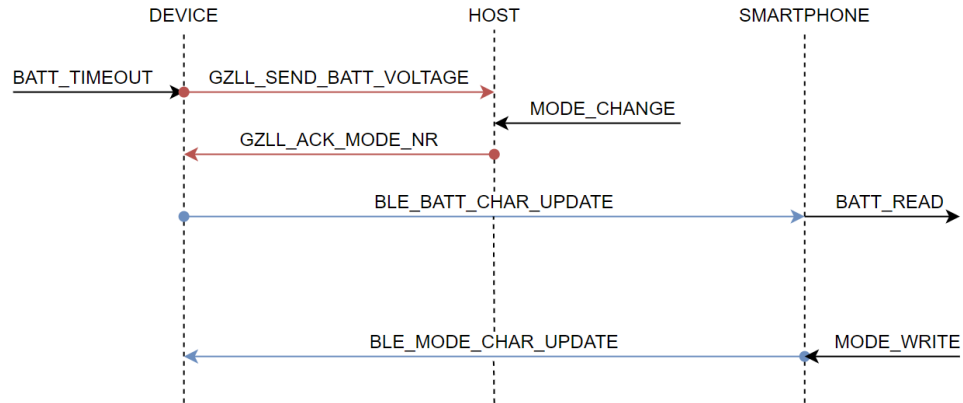 DEVICE
HOST
SMARTPHONE
BATT_TIMEOUT
GZLL_SEND_BATT_VOLTAGE
MODE_CHANGE
GZLL_ACK_MODE_NR
BLE_BATT_CHAR_UPDATE
BATT_READ
BLE_MODE_CHAR_UPDATE
MODE_WRITE